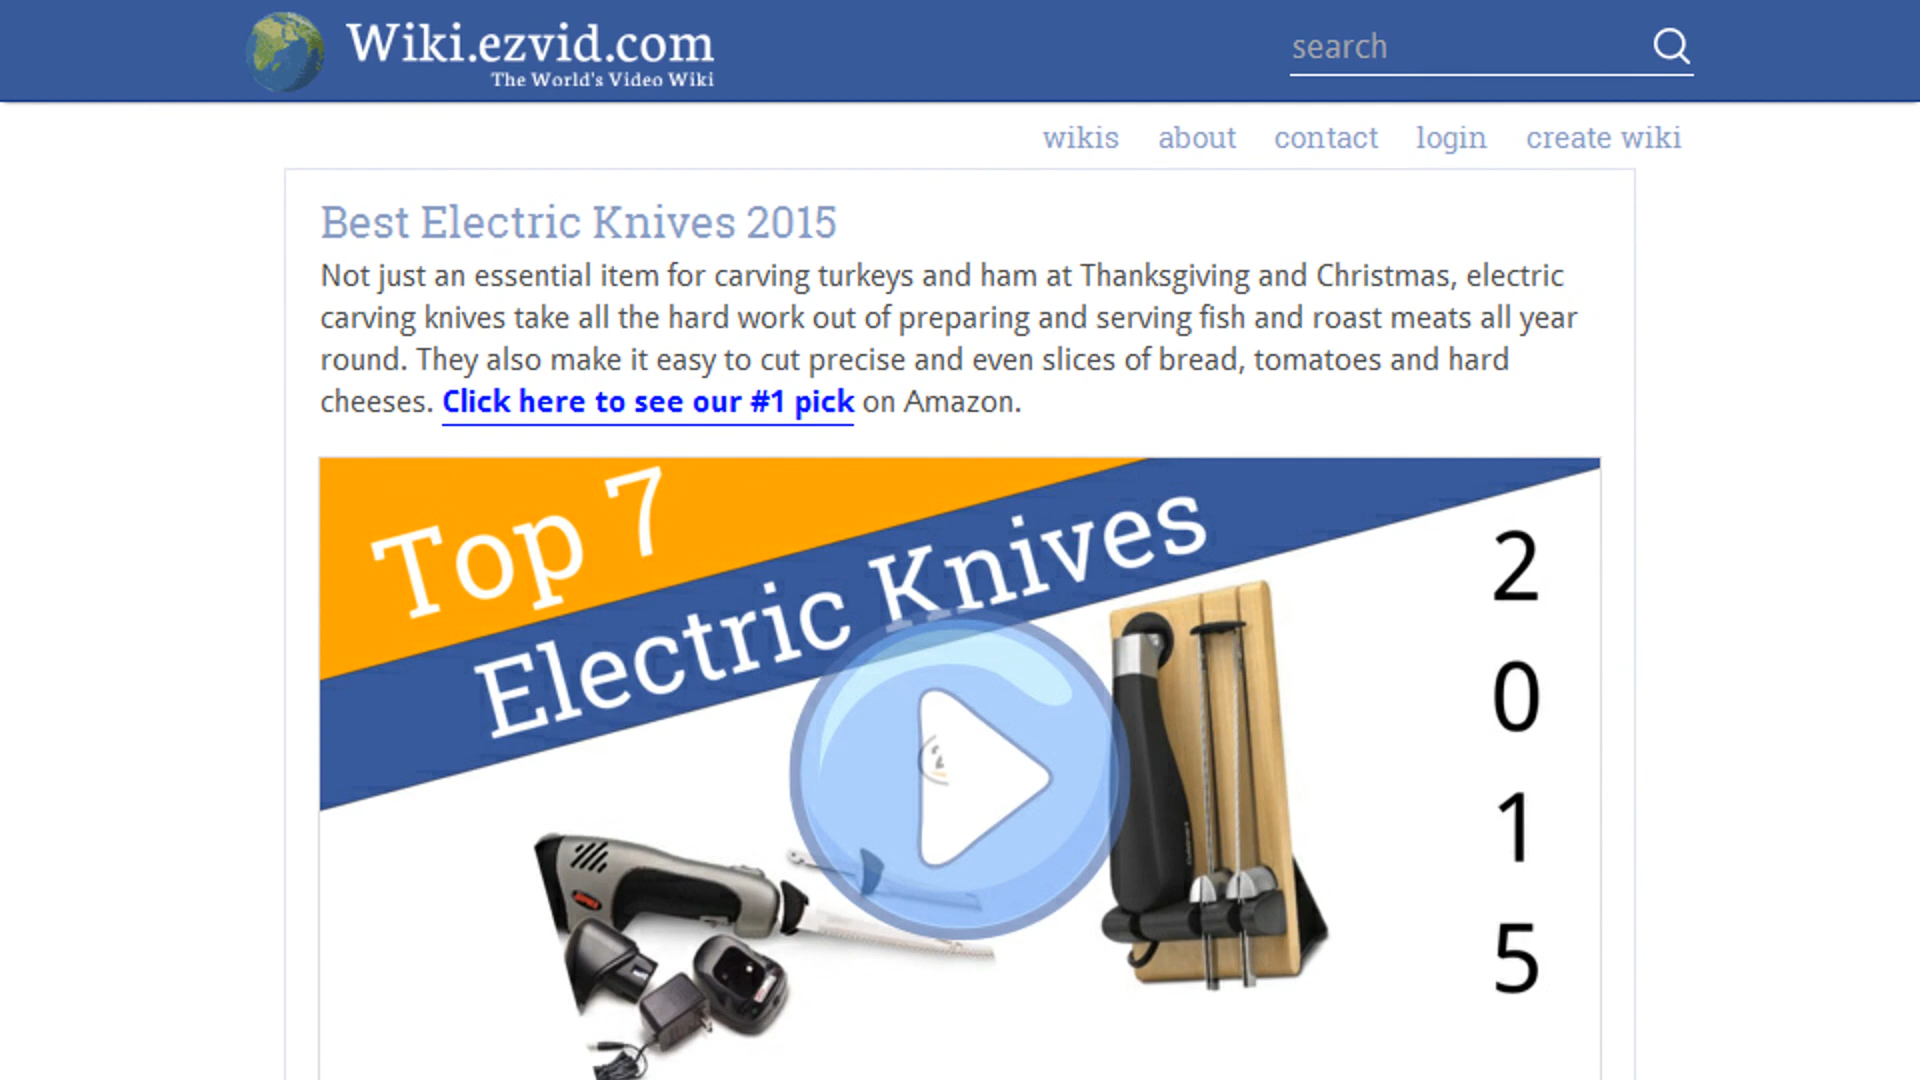 Wiki.ezvid.com
The World's Video Wiki
search
wikis about contact login create wiki
Best Electric Knives 2015
Not just an essential item for carving turkeys and ham at Thanksgiving and Christmas, electric
carving knives take all the hard work out of preparing and serving fish and roast meats all year
round. They also make it easy to cut precise and even slices of bread, tomatoes and hard
cheeses. Click here to see our #1 pick on Amazon.
Top 7
Electric Knives
2
0
1
5